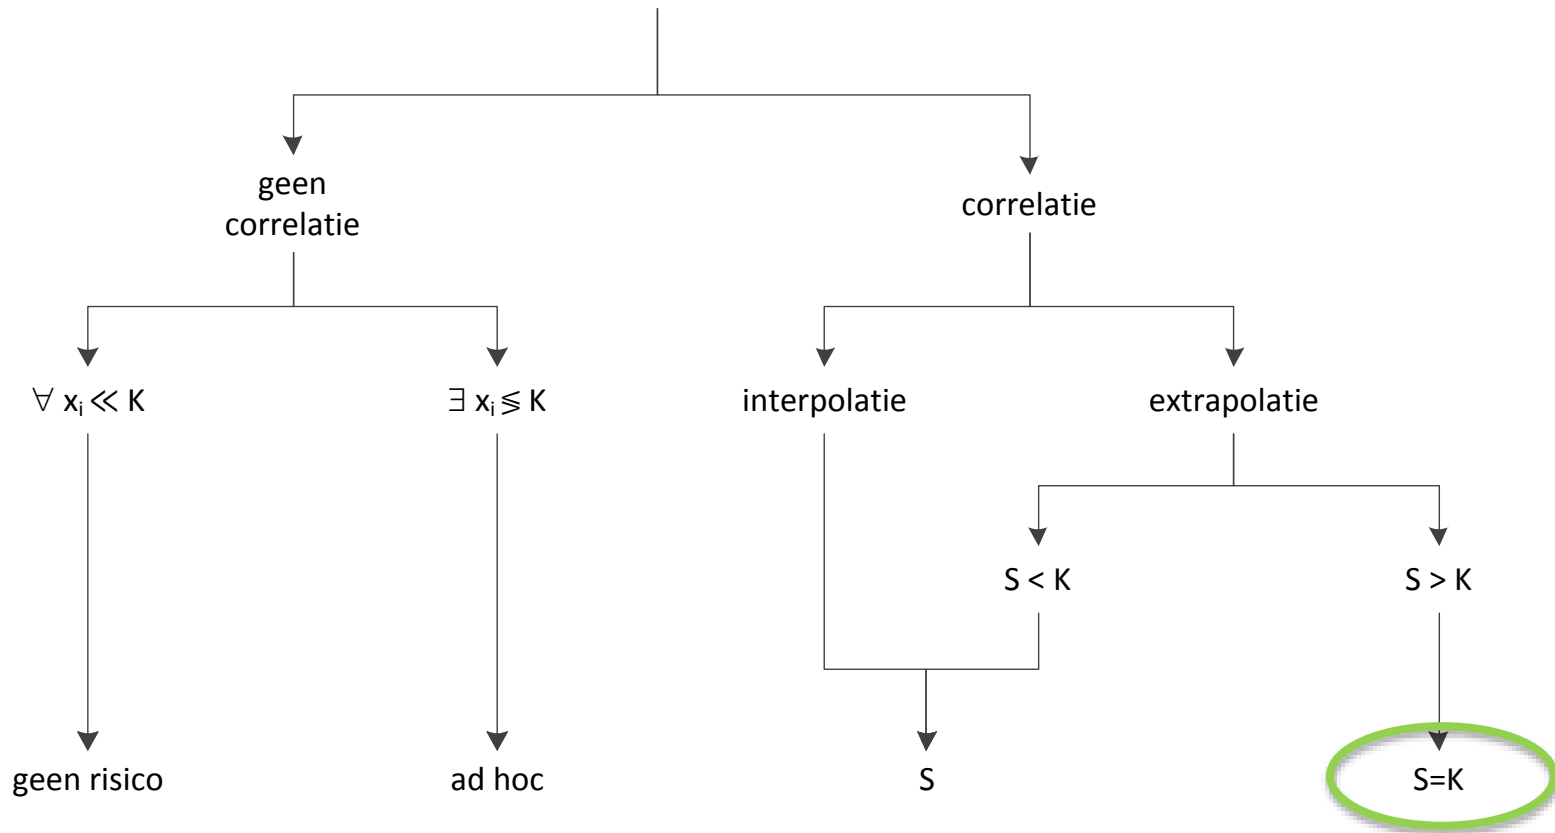 geen
correlatie
correlatie
∀ xᵢ ≪ K
∃ xᵢ ≶ K
interpolatie
extrapolatie
S < K
S > K
geen risico
ad hoc
S
S=K